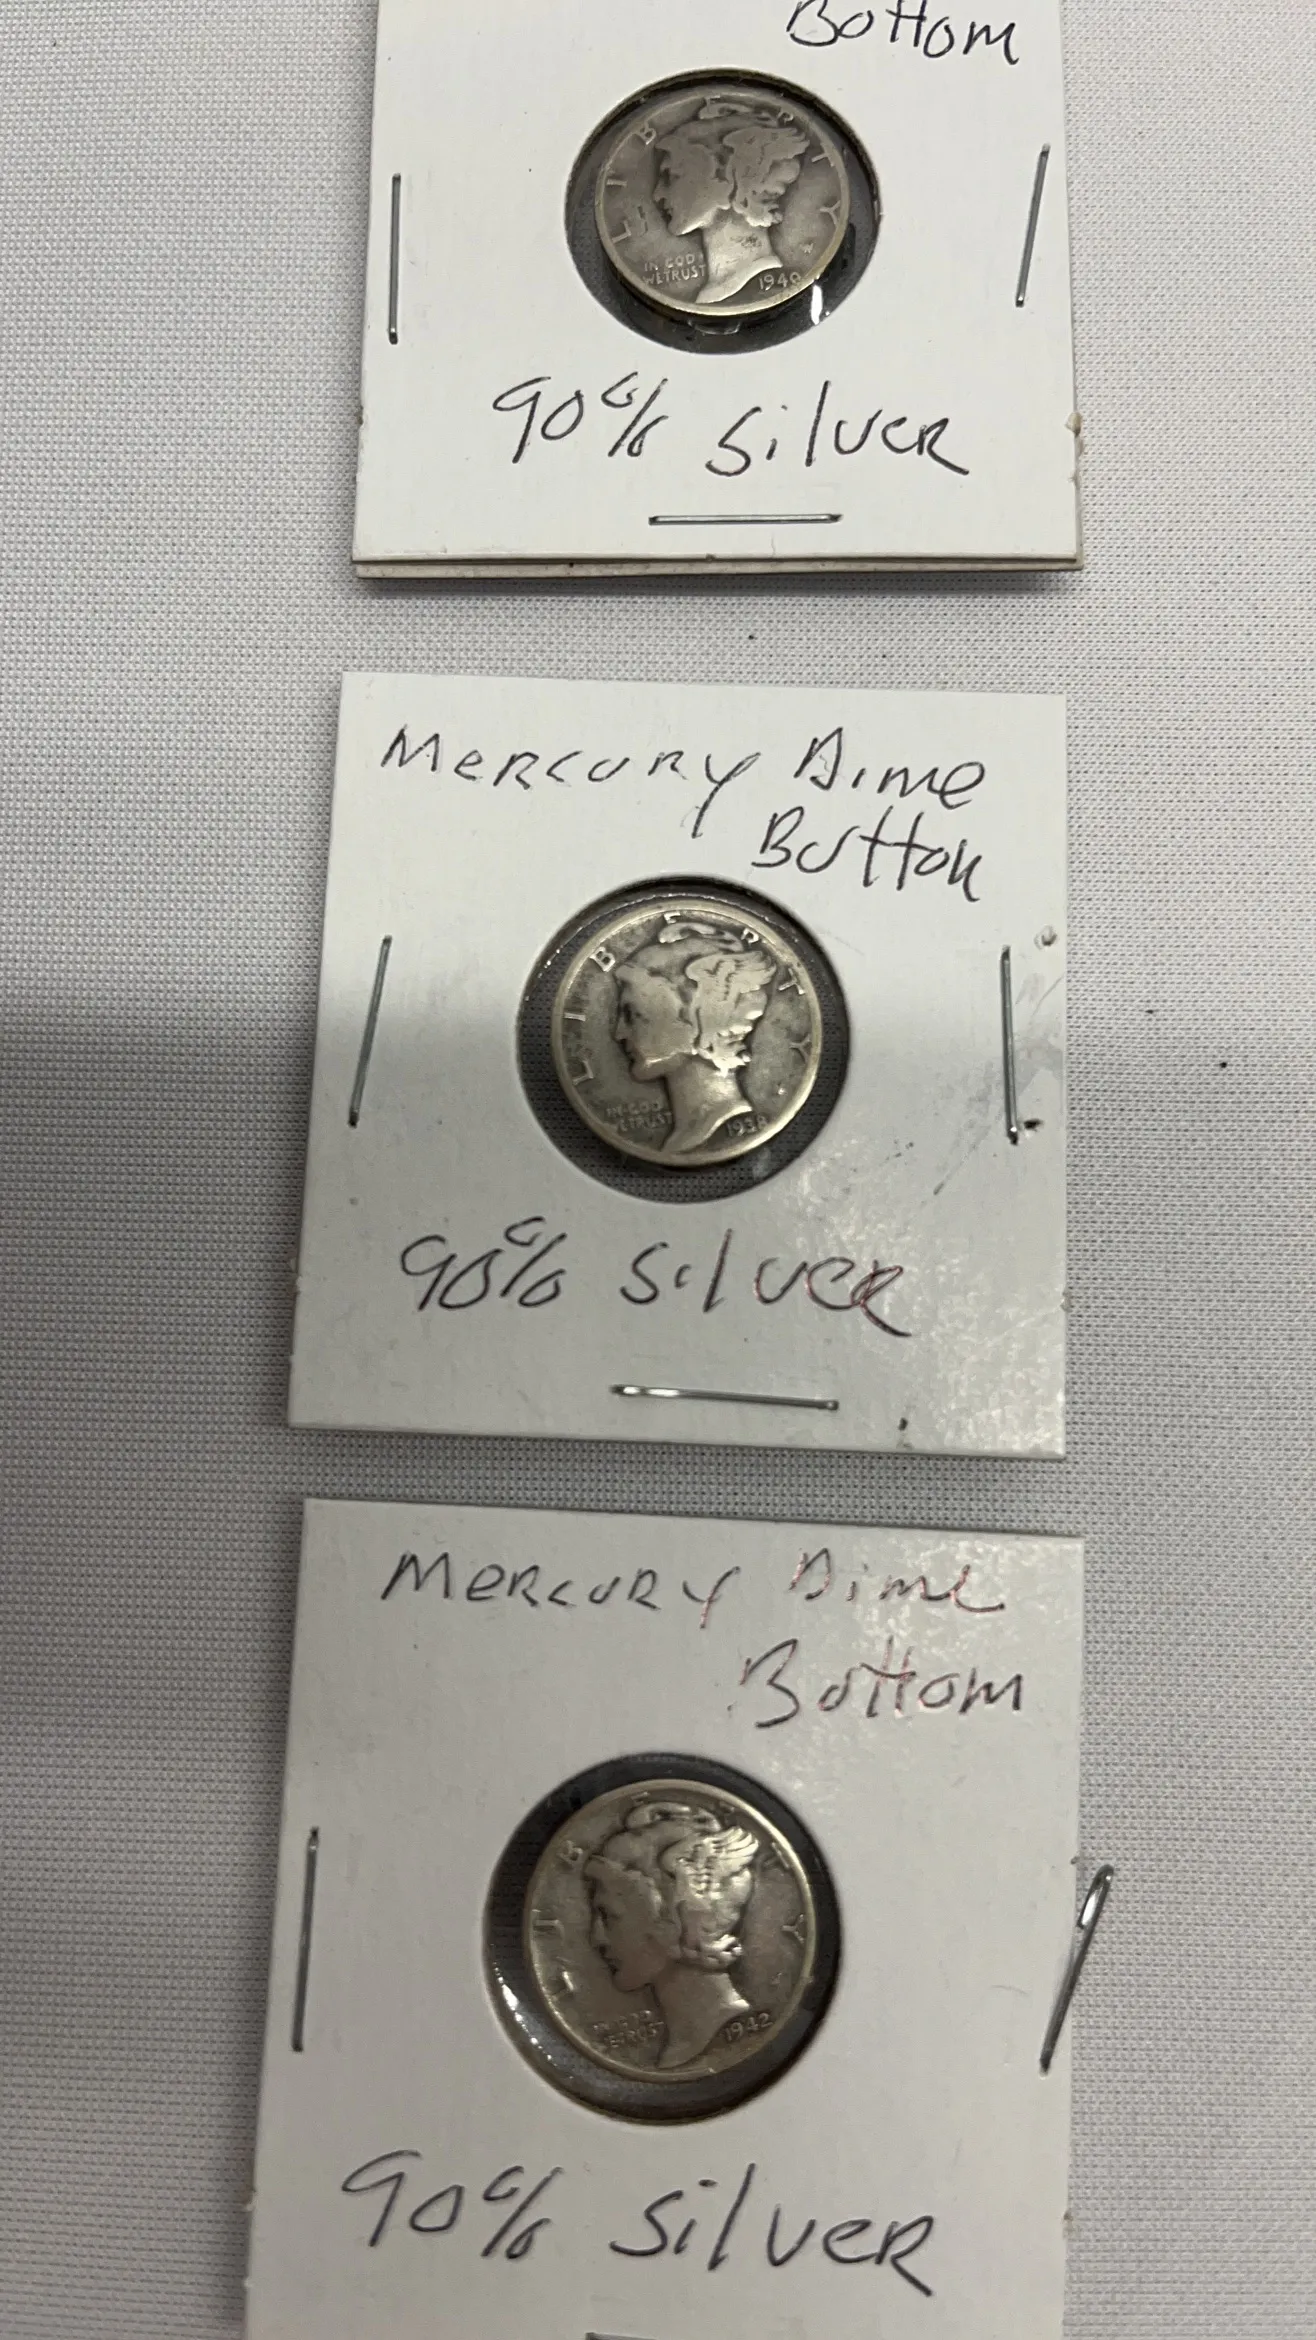 Bottom
LIBERTY
IN GOD
WE TRUST
1940
90% Silver
Mercury Dime
Button
LIBERTY
IN GOD
WE TRUST
1938
90% Silver
Mercury Dime
Bottom
LIBERTY
IN GOD
WE TRUST
1942
90% Silver